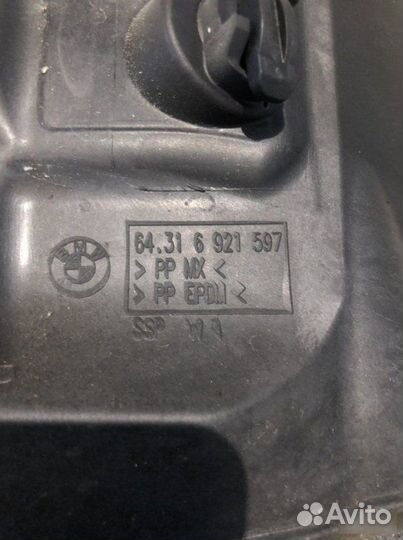 BMW
64.31 6 921 597
> PP MX <
> PP EPDM <
SSP
Avito